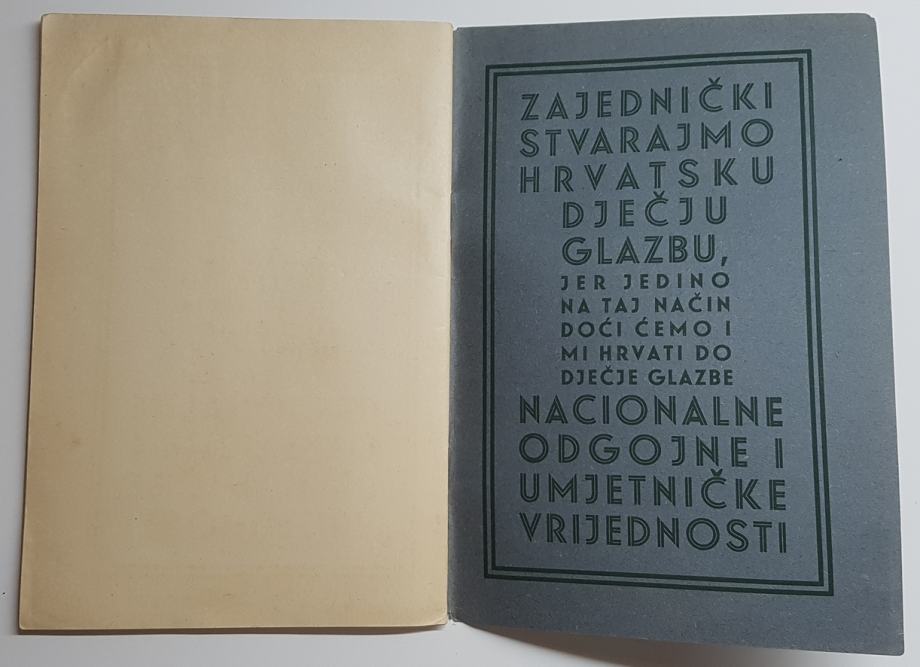 ZAJEDNIČKI
STVARAJMO
HRVATSKU
DJEČJU
GLAZBU,
JER JEDINO
NA TAJ NAČIN
DOĆI ĆEMO I
MI HRVATI DO
DJEČJE GLAZBE
NACIONALNE
ODGOJNE I
UMJETNIČKE
VRIJEDNOSTI